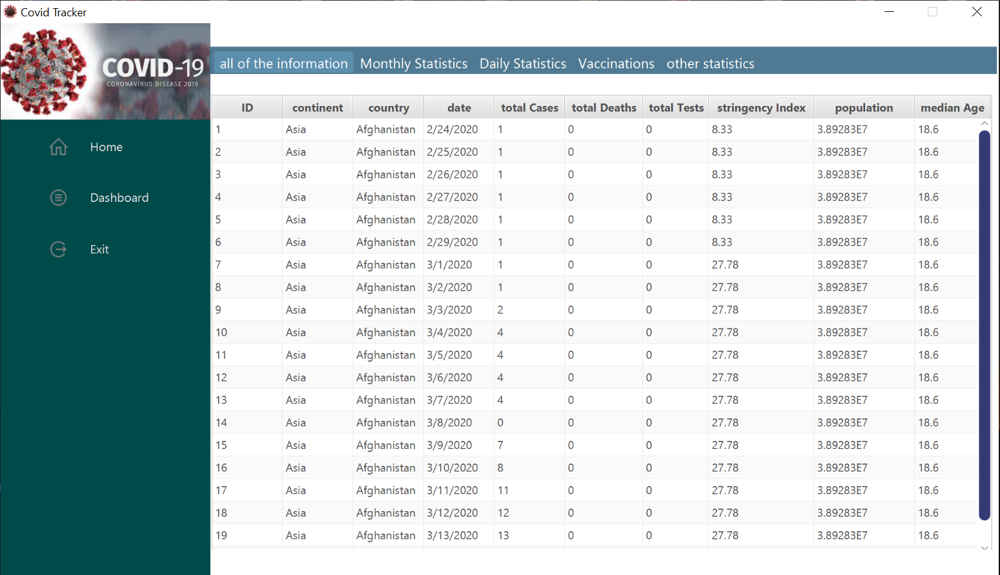 Covid Tracker
COVID-19
CORONAVIRUS DISEASE 2019
Home
Dashboard
Exit
all of the information Monthly Statistics Daily Statistics Vaccinations other statistics
ID continent country date total Cases total Deaths total Tests stringency Index population median Age
1 Asia Afghanistan 2/24/2020 1 0 0 8.33 3.89283E7 18.6
2 Asia Afghanistan 2/25/2020 1 0 0 8.33 3.89283E7 18.6
3 Asia Afghanistan 2/26/2020 1 0 0 8.33 3.89283E7 18.6
4 Asia Afghanistan 2/27/2020 1 0 0 8.33 3.89283E7 18.6
5 Asia Afghanistan 2/28/2020 1 0 0 8.33 3.89283E7 18.6
6 Asia Afghanistan 2/29/2020 1 0 0 8.33 3.89283E7 18.6
7 Asia Afghanistan 3/1/2020 1 0 0 27.78 3.89283E7 18.6
8 Asia Afghanistan 3/2/2020 1 0 0 27.78 3.89283E7 18.6
9 Asia Afghanistan 3/3/2020 2 0 0 27.78 3.89283E7 18.6
10 Asia Afghanistan 3/4/2020 4 0 0 27.78 3.89283E7 18.6
11 Asia Afghanistan 3/5/2020 4 0 0 27.78 3.89283E7 18.6
12 Asia Afghanistan 3/6/2020 4 0 0 27.78 3.89283E7 18.6
13 Asia Afghanistan 3/7/2020 4 0 0 27.78 3.89283E7 18.6
14 Asia Afghanistan 3/8/2020 0 0 0 27.78 3.89283E7 18.6
15 Asia Afghanistan 3/9/2020 7 0 0 27.78 3.89283E7 18.6
16 Asia Afghanistan 3/10/2020 8 0 0 27.78 3.89283E7 18.6
17 Asia Afghanistan 3/11/2020 11 0 0 27.78 3.89283E7 18.6
18 Asia Afghanistan 3/12/2020 12 0 0 27.78 3.89283E7 18.6
19 Asia Afghanistan 3/13/2020 13 0 0 27.78 3.89283E7 18.6